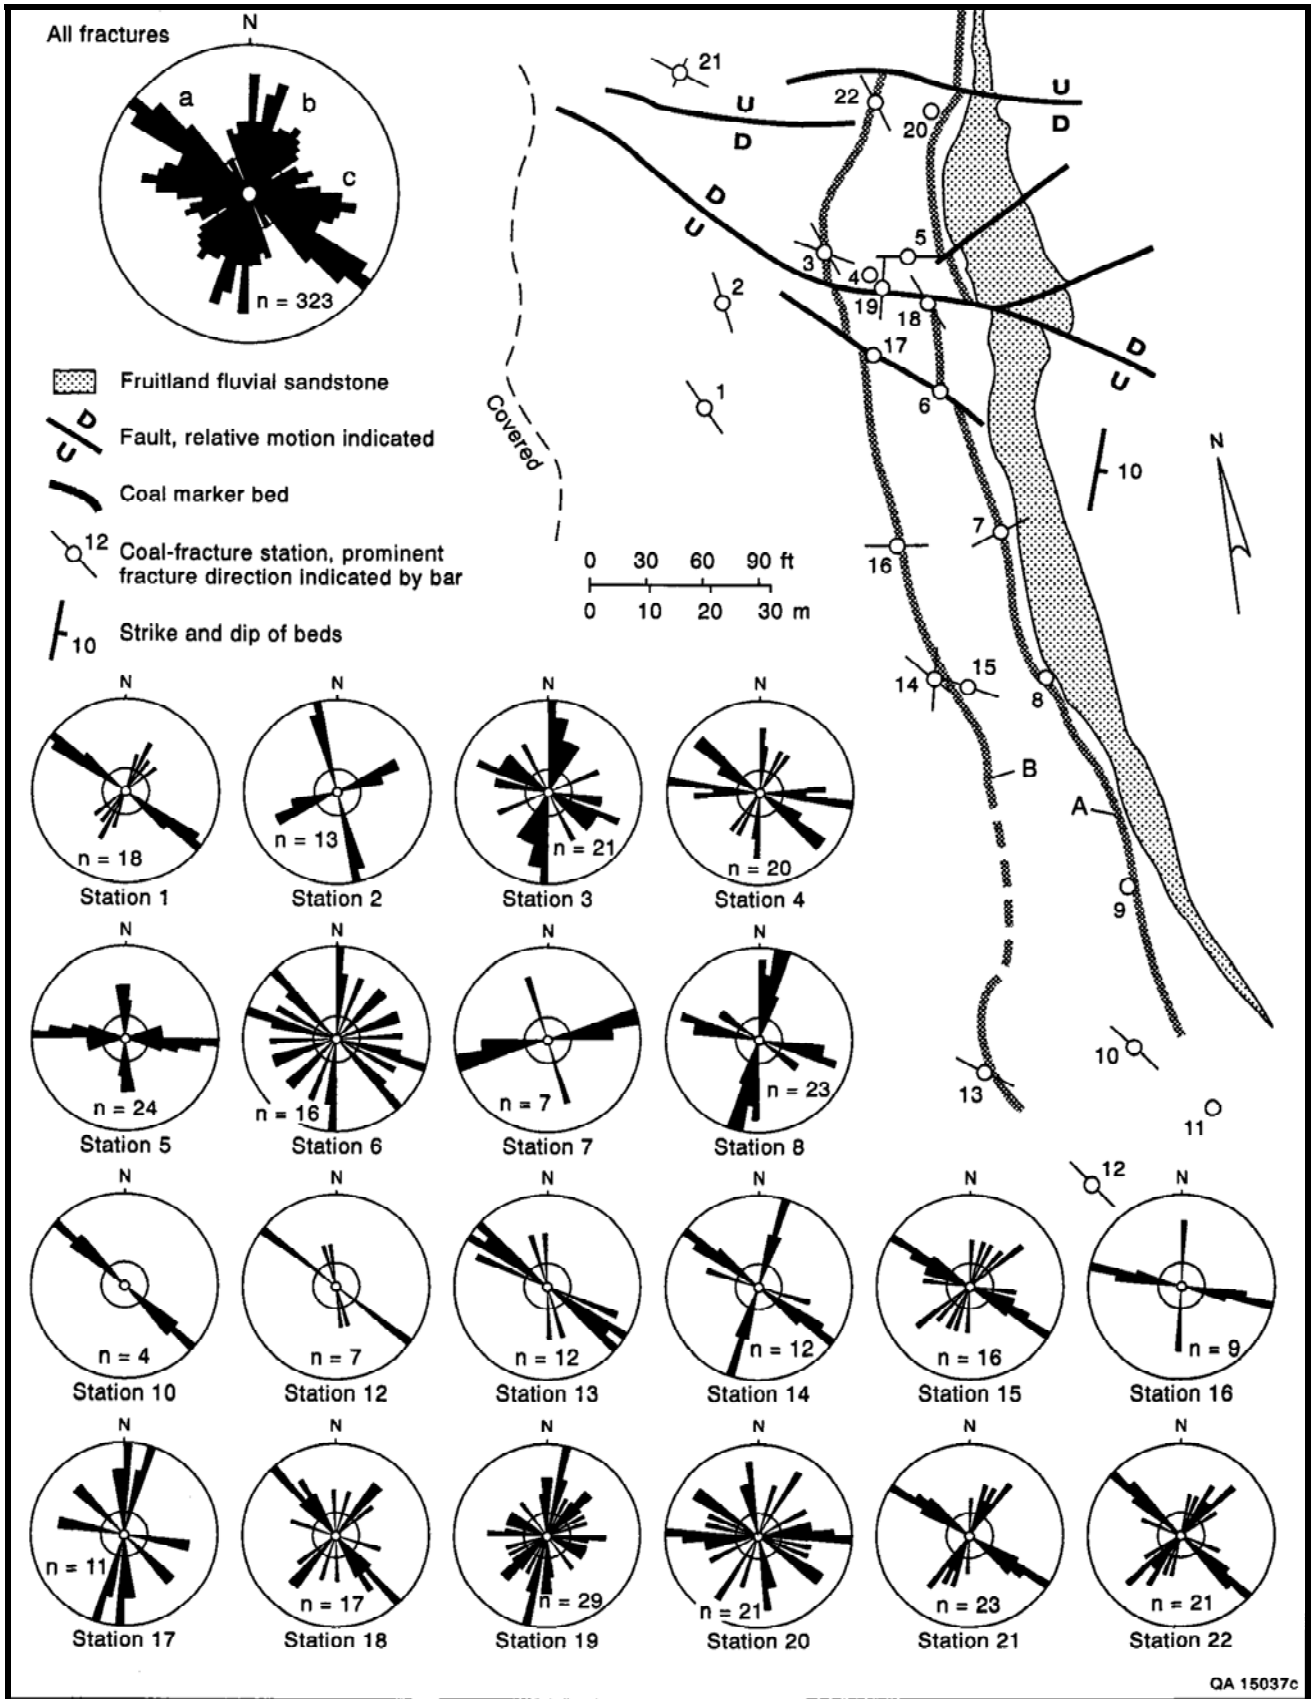 All fractures
N
a
b
c
n = 323
Fruitland fluvial sandstone
D
U
Fault, relative motion indicated
Coal marker bed
12
Coal-fracture station, prominent
fracture direction indicated by bar
10
Strike and dip of beds
Covered
21
22
20
U
D
U
D
D
U
3
4
5
19
18
2
1
17
6
D
U
10
N
7
16
0 30 60 90 ft
0 10 20 30 m
14
15
8
B
A
9
10
13
11
12
N
n = 18
Station 1
N
n = 13
Station 2
N
n = 21
Station 3
N
n = 20
Station 4
N
n = 24
Station 5
N
n = 16
Station 6
N
n = 7
Station 7
N
n = 23
Station 8
N
n = 4
Station 10
N
n = 7
Station 12
N
n = 12
Station 13
N
n = 12
Station 14
N
n = 16
Station 15
N
n = 9
Station 16
N
n = 11
Station 17
N
n = 17
Station 18
N
n = 29
Station 19
N
n = 21
Station 20
N
n = 23
Station 21
N
n = 21
Station 22
QA 15037c